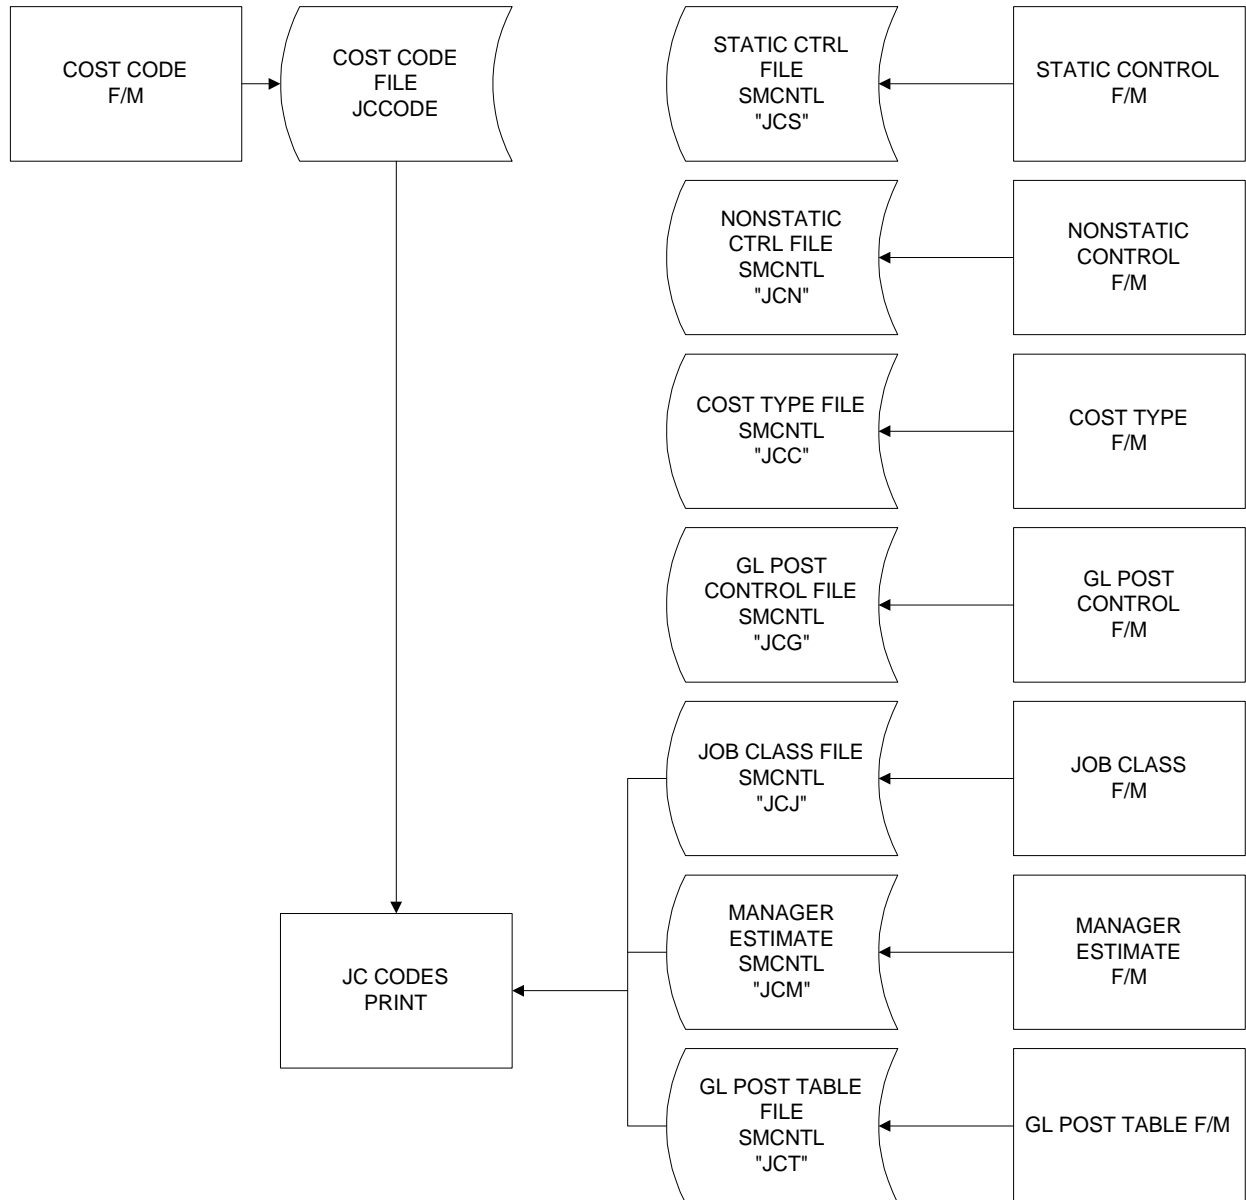 COST CODE
F/M
COST CODE
FILE
JCCODE
STATIC CTRL
FILE
SMCNTL
"JCS"
STATIC CONTROL
F/M
NONSTATIC
CTRL FILE
SMCNTL
"JCN"
NONSTATIC
CONTROL
F/M
COST TYPE FILE
SMCNTL
"JCC"
COST TYPE
F/M
GL POST
CONTROL FILE
SMCNTL
"JCG"
GL POST
CONTROL
F/M
JOB CLASS FILE
SMCNTL
"JCJ"
JOB CLASS
F/M
JC CODES
PRINT
MANAGER
ESTIMATE
SMCNTL
"JCM"
MANAGER
ESTIMATE
F/M
GL POST TABLE
FILE
SMCNTL
"JCT"
GL POST TABLE F/M